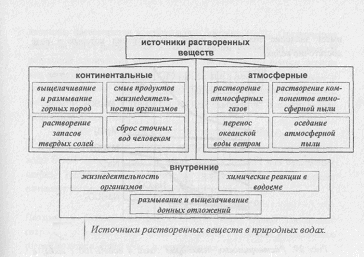 источники растворенных
веществ
континентальные
выщелачивание
и размывание
горных пород
смыв продуктов
жизнедеятель-
ности организмов
растворение
запасов
твердых солей
сброс сточных
вод человеком
атмосферные
растворение
атмосферных
газов
растворение ком-
понентов атмо-
сферной пыли
перенос
океанской
воды ветром
оседание
атмосферной
пыли
внутренние
жизнедеятельность
организмов
химические реакции в
водоеме
размывание и выщелачивание
донных отложений
Источники растворенных веществ в природных водах.